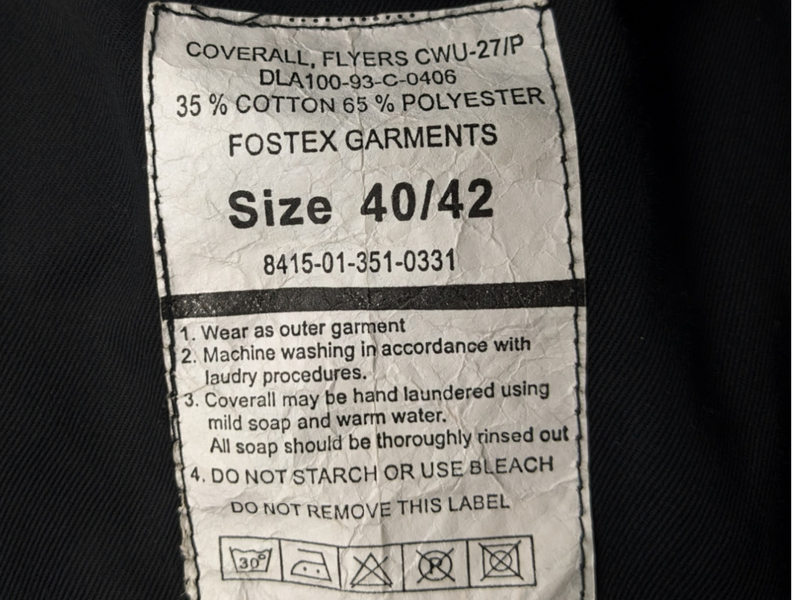 COVERALL, FLYERS CWU-27/P
DLA100-93-C-0406
35 % COTTON 65 % POLYESTER
FOSTEX GARMENTS
Size 40/42
8415-01-351-0331
1. Wear as outer garment
2. Machine washing in accordance with
laudry procedures.
3. Coverall may be hand laundered using
mild soap and warm water.
All soap should be thoroughly rinsed out
4. DO NOT STARCH OR USE BLEACH
DO NOT REMOVE THIS LABEL
30° P